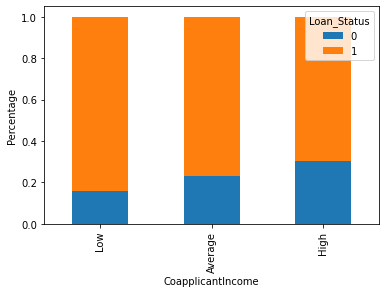 Loan_Status
0
1
1.0
0.8
0.6
0.4
0.2
0.0
Percentage
Low
Average
High
CoapplicantIncome